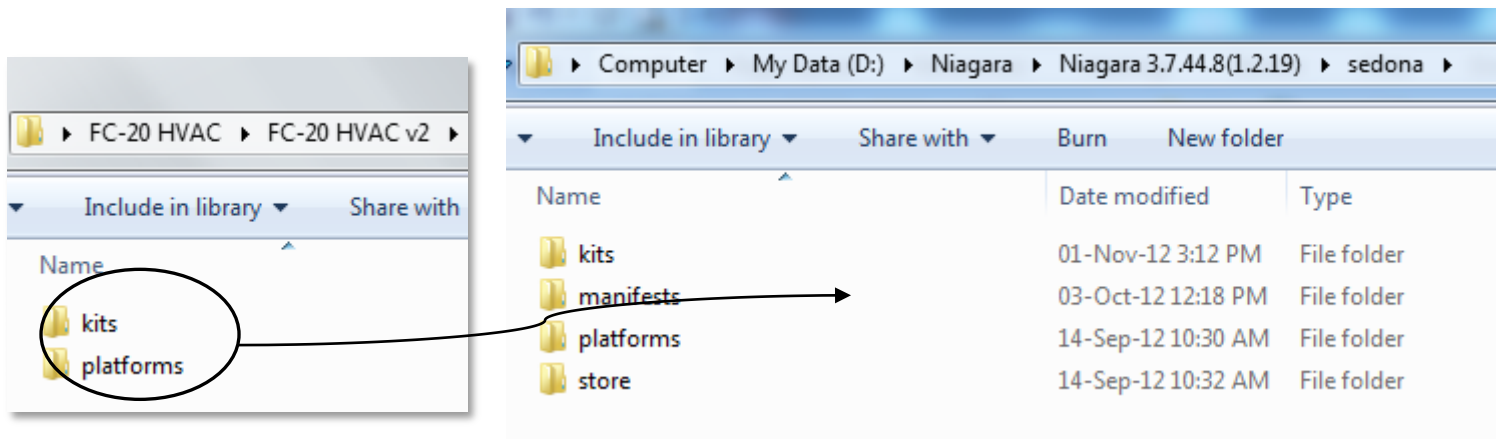 FC-20 HVAC FC-20 HVAC v2
Include in library Share with
Name
kits
platforms
Computer My Data (D:) Niagara Niagara 3.7.44.8(1.2.19) sedona
Include in library Share with Burn New folder
Name Date modified Type
kits 01-Nov-12 3:12 PM File folder
manifests 03-Oct-12 12:18 PM File folder
platforms 14-Sep-12 10:30 AM File folder
store 14-Sep-12 10:32 AM File folder